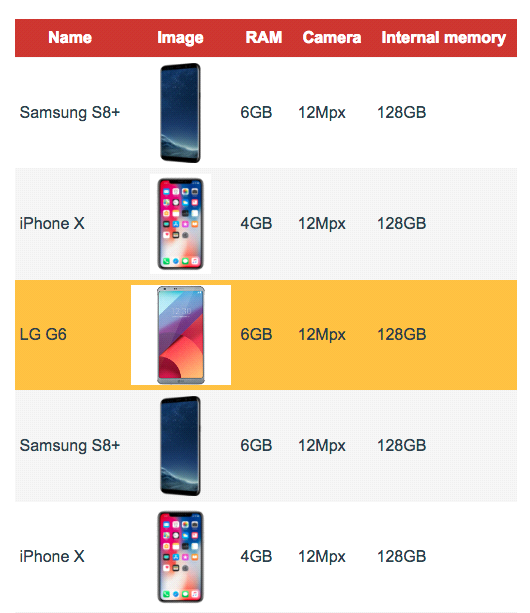 Name Image RAM Camera Internal memory
Samsung S8+ 6GB 12Mpx 128GB
iPhone X 4GB 12Mpx 128GB
LG G6 6GB 12Mpx 128GB
Samsung S8+ 6GB 12Mpx 128GB
iPhone X 4GB 12Mpx 128GB